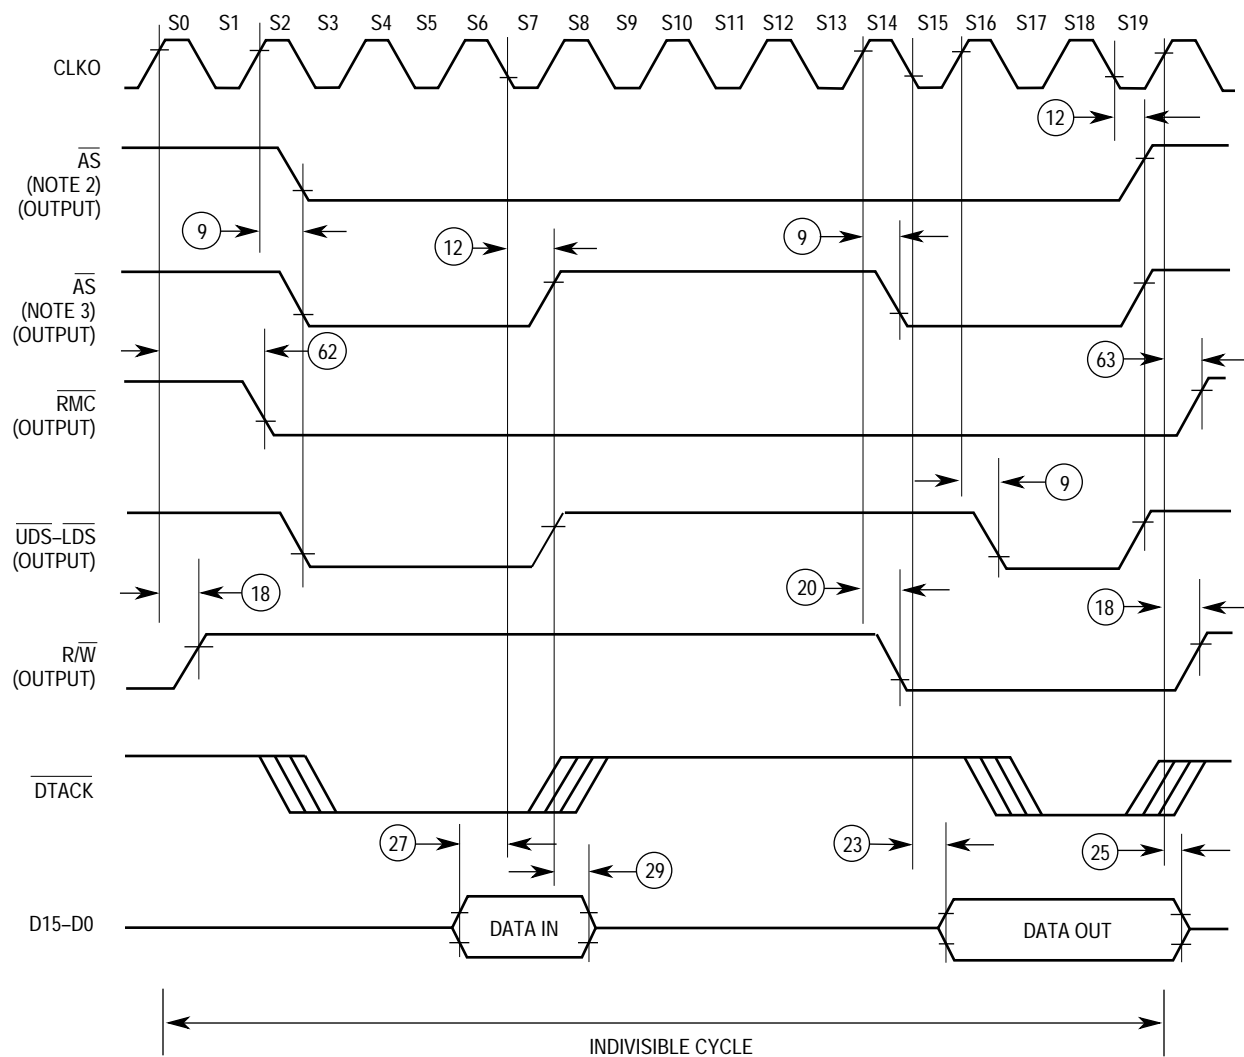 S0 S1 S2 S3 S4 S5 S6 S7 S8 S9 S10 S11 S12 S13 S14 S15 S16 S17 S18 S19
CLKO
12
AS
(NOTE 2)
(OUTPUT)
9
12
9
AS
(NOTE 3)
(OUTPUT)
62
63
RMC
(OUTPUT)
9
UDS–LDS
(OUTPUT)
18
20
18
R/W
(OUTPUT)
DTACK
27
23
25
29
D15–D0
DATA IN
DATA OUT
INDIVISIBLE CYCLE